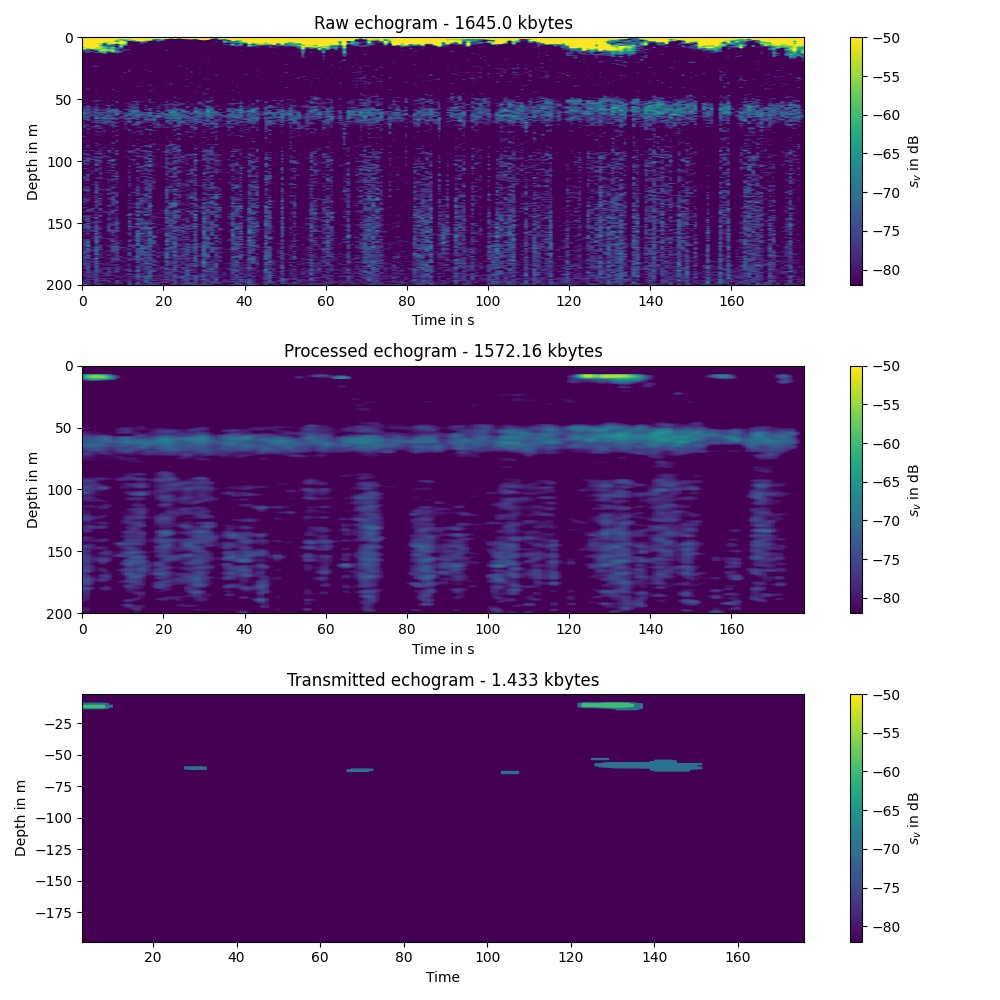 Raw echogram - 1645.0 kbytes
0
50
100
150
200
Depth in m
0 20 40 60 80 100 120 140 160
Time in s
−50
−55
−60
−65
−70
−75
−80
sv in dB
Processed echogram - 1572.16 kbytes
0
50
100
150
200
Depth in m
0 20 40 60 80 100 120 140 160
Time in s
−50
−55
−60
−65
−70
−75
−80
sv in dB
Transmitted echogram - 1.433 kbytes
−25
−50
−75
−100
−125
−150
−175
Depth in m
20 40 60 80 100 120 140 160
Time
−50
−55
−60
−65
−70
−75
−80
sv in dB